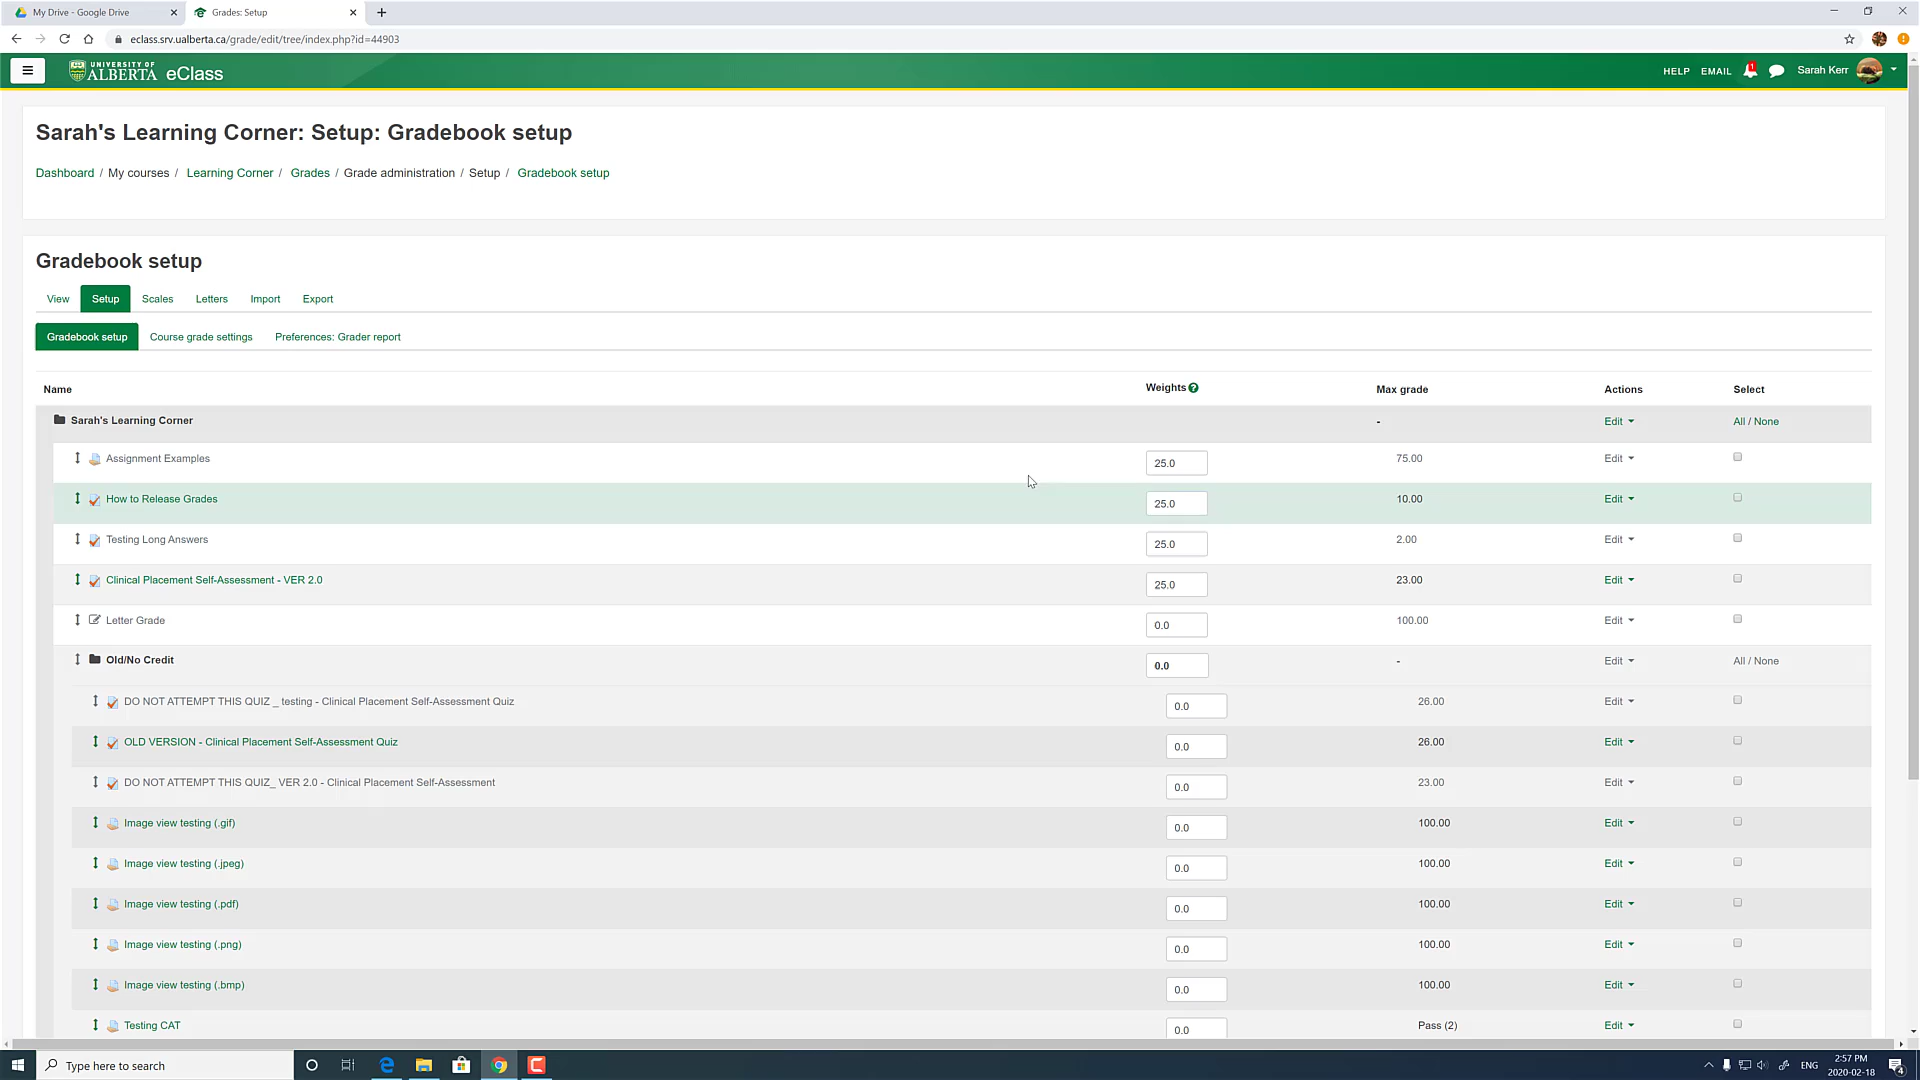 My Drive - Google Drive
Grades: Setup
eclass.srv.ualberta.ca/grade/edit/tree/index.php?id=44903
UNIVERSITY OF ALBERTA eClass
HELP EMAIL 1 Sarah Kerr
Sarah's Learning Corner: Setup: Gradebook setup
Dashboard / My courses / Learning Corner / Grades / Grade administration / Setup / Gradebook setup
Gradebook setup
View Setup Scales Letters Import Export
Gradebook setup Course grade settings Preferences: Grader report
Name Weights ? Max grade Actions Select
Sarah's Learning Corner - Edit All / None
Assignment Examples 25.0 75.00 Edit
How to Release Grades 25.0 10.00 Edit
Testing Long Answers 25.0 2.00 Edit
Clinical Placement Self-Assessment - VER 2.0 25.0 23.00 Edit
Letter Grade 0.0 100.00 Edit
Old/No Credit 0.0 - Edit All / None
DO NOT ATTEMPT THIS QUIZ _ testing - Clinical Placement Self-Assessment Quiz 0.0 26.00 Edit
OLD VERSION - Clinical Placement Self-Assessment Quiz 0.0 26.00 Edit
DO NOT ATTEMPT THIS QUIZ_ VER 2.0 - Clinical Placement Self-Assessment 0.0 23.00 Edit
Image view testing (.gif) 0.0 100.00 Edit
Image view testing (.jpeg) 0.0 100.00 Edit
Image view testing (.pdf) 0.0 100.00 Edit
Image view testing (.png) 0.0 100.00 Edit
Image view testing (.bmp) 0.0 100.00 Edit
Testing CAT 0.0 Pass (2) Edit
Type here to search
ENG
2:57 PM
2020-02-18
4